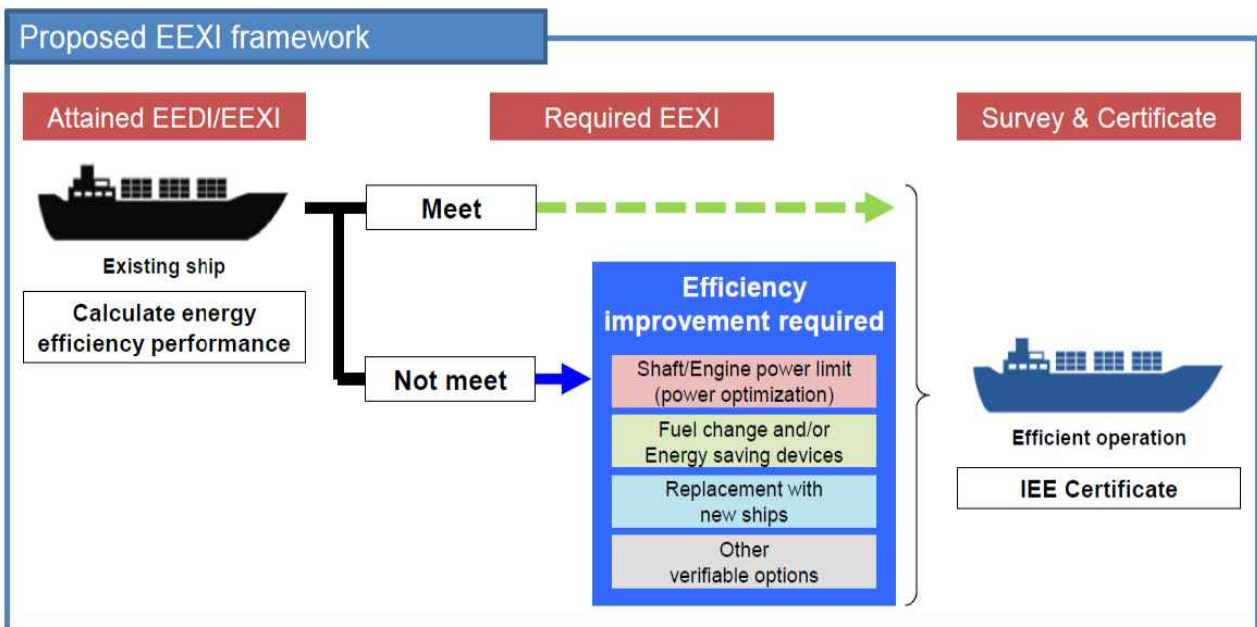 Proposed EEXI framework
Attained EEDI/EEXI
Required EEXI
Survey & Certificate
Existing ship
Calculate energy
efficiency performance
Meet
Not meet
Efficiency
improvement required
Shaft/Engine power limit
(power optimization)
Fuel change and/or
Energy saving devices
Replacement with
new ships
Other
verifiable options
Efficient operation
IEE Certificate